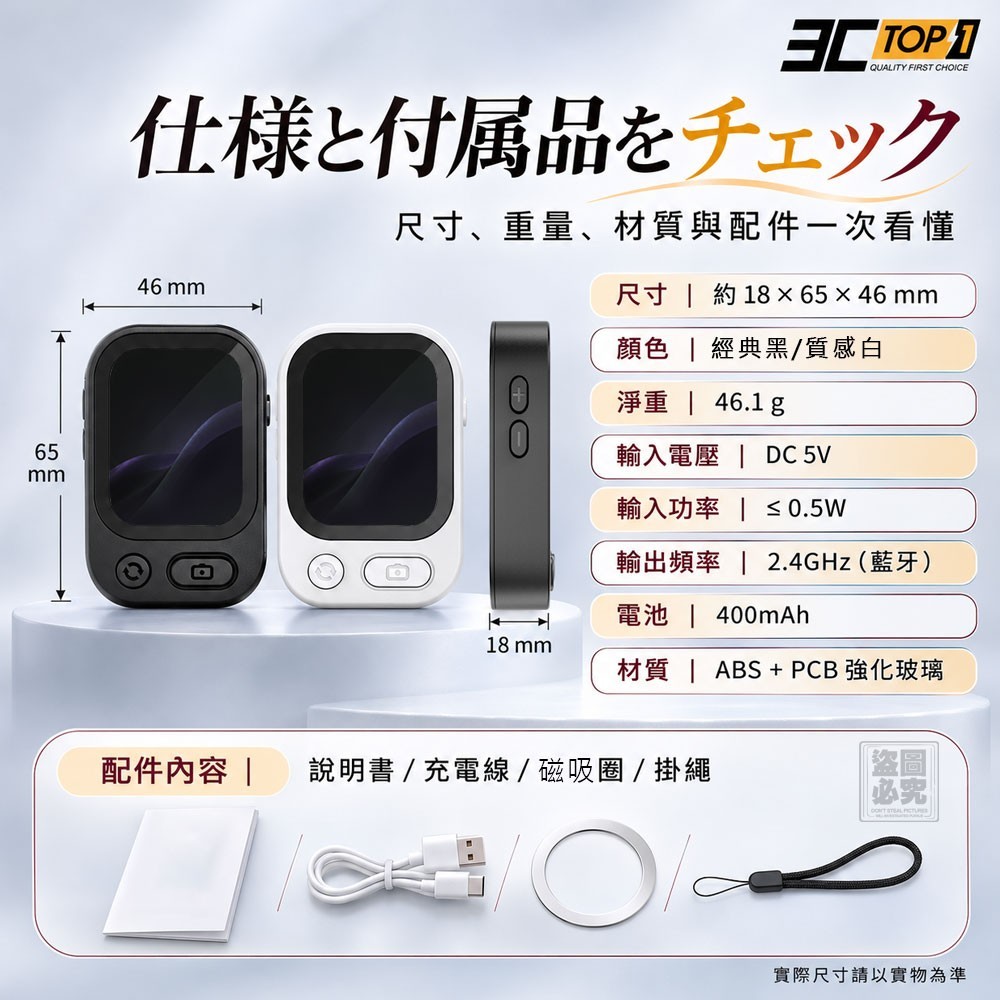 3C TOP1
QUALITY FIRST CHOICE
仕様と付属品をチェック
尺寸、重量、材質與配件一次看懂
46 mm
65 mm
18 mm
尺寸 | 約 18 × 65 × 46 mm
顏色 | 經典黑/質感白
淨重 | 46.1 g
輸入電壓 | DC 5V
輸入功率 | ≤ 0.5W
輸出頻率 | 2.4GHz (藍牙)
電池 | 400mAh
材質 | ABS + PCB 強化玻璃
配件內容 | 說明書 / 充電線 / 磁吸圈 / 掛繩
盜圖必究
DON'T STEAL PICTURES
實際尺寸請以實物為準